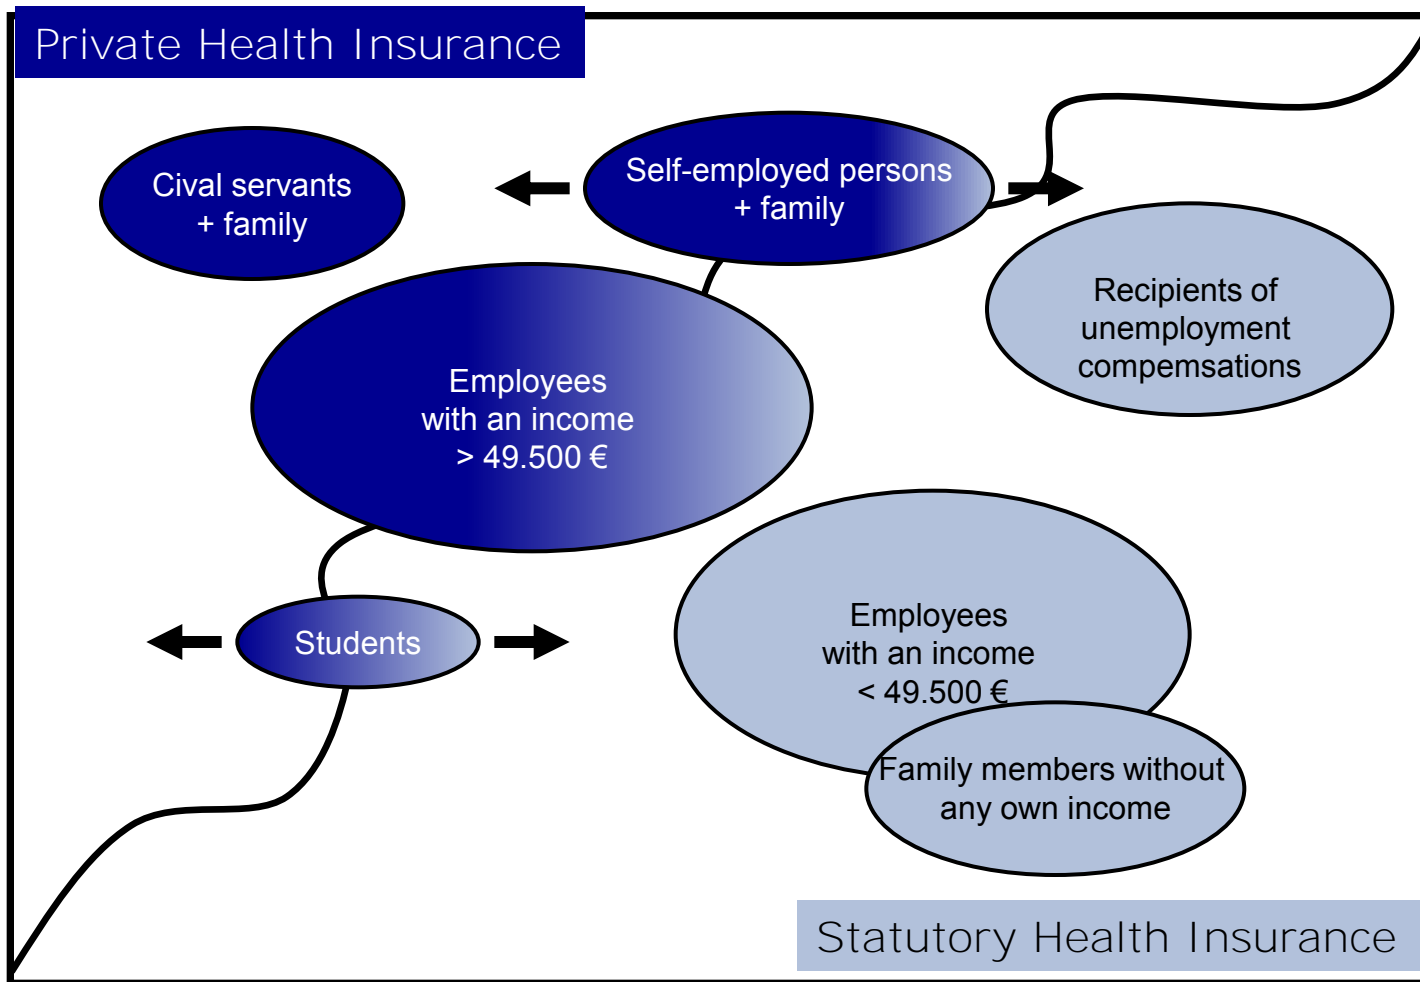 Private Health Insurance
Cival servants
+ family
Self-employed persons
+ family
Recipients of
unemployment
compemsations
Employees
with an income
> 49.500 €
Students
Employees
with an income
< 49.500 €
Family members without
any own income
Statutory Health Insurance